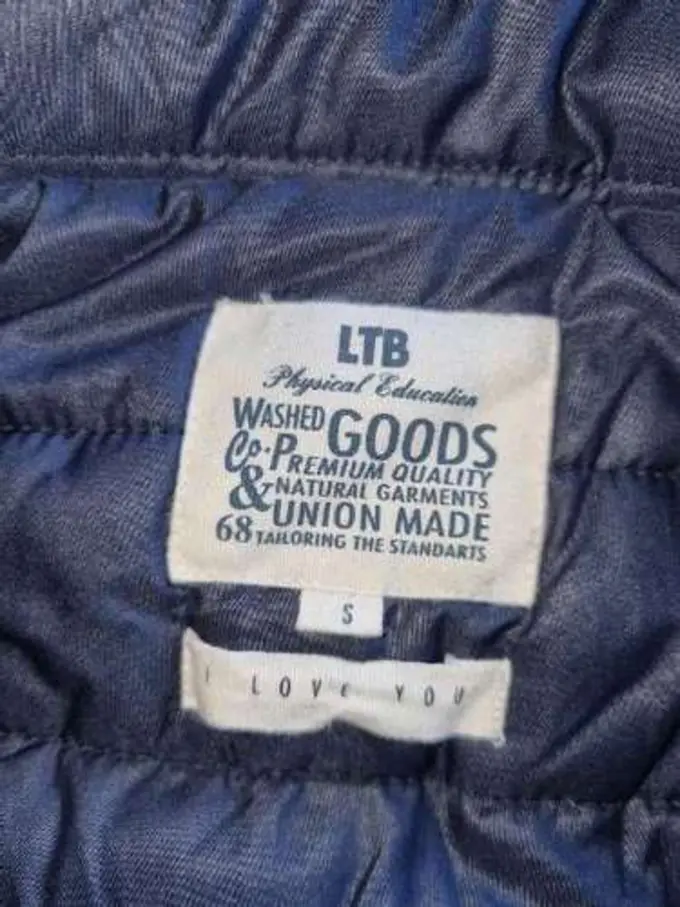 LTB
Physical Education
WASHED GOODS
Co. PREMIUM QUALITY
& NATURAL GARMENTS
UNION MADE
68 TAILORING THE STANDARTS
S
I LOVE YOU